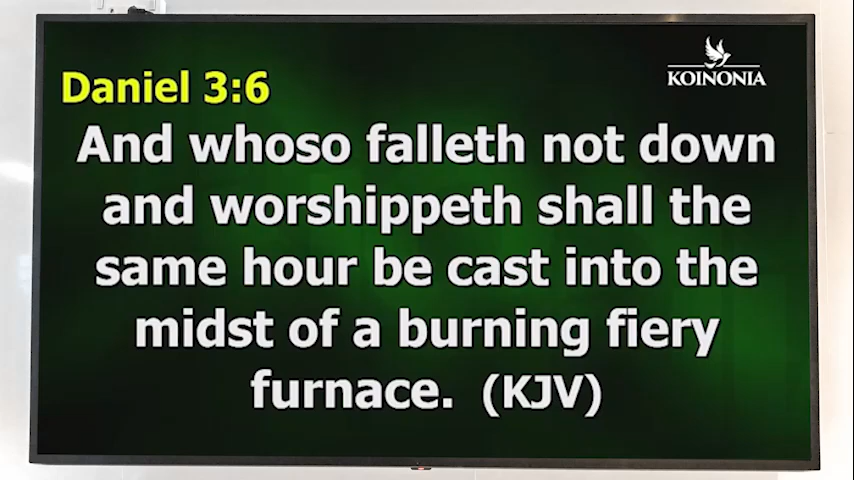 KOINONIA
Daniel 3:6
And whoso falleth not down
and worshippeth shall the
same hour be cast into the
midst of a burning fiery
furnace. (KJV)